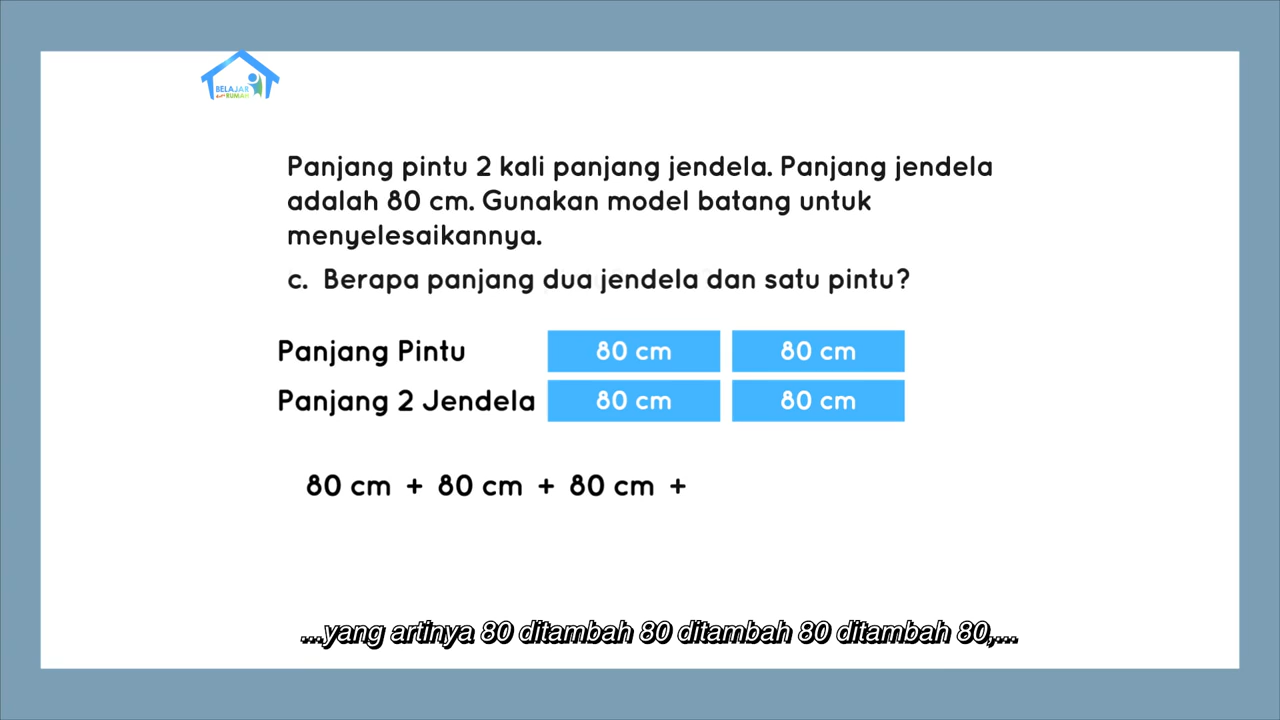 BELAJAR
RUMAH
Panjang pintu 2 kali panjang jendela. Panjang jendela
adalah 80 cm. Gunakan model batang untuk
menyelesaikannya.
c. Berapa panjang dua jendela dan satu pintu?
Panjang Pintu 80 cm 80 cm
Panjang 2 Jendela 80 cm 80 cm
80 cm + 80 cm + 80 cm +
...yang artinya 80 ditambah 80 ditambah 80 ditambah 80,...